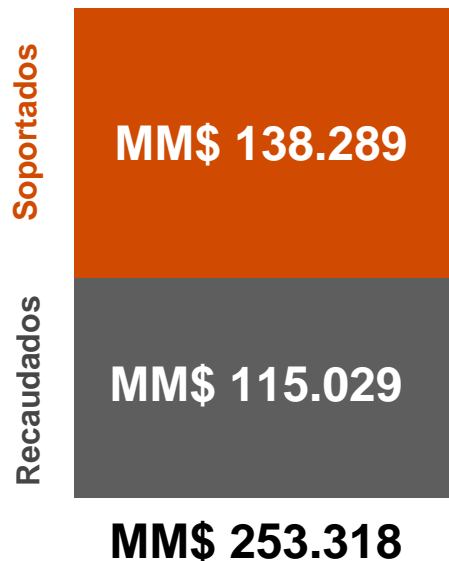 Soportados
MM$ 138.289
Recaudados
MM$ 115.029
MM$ 253.318